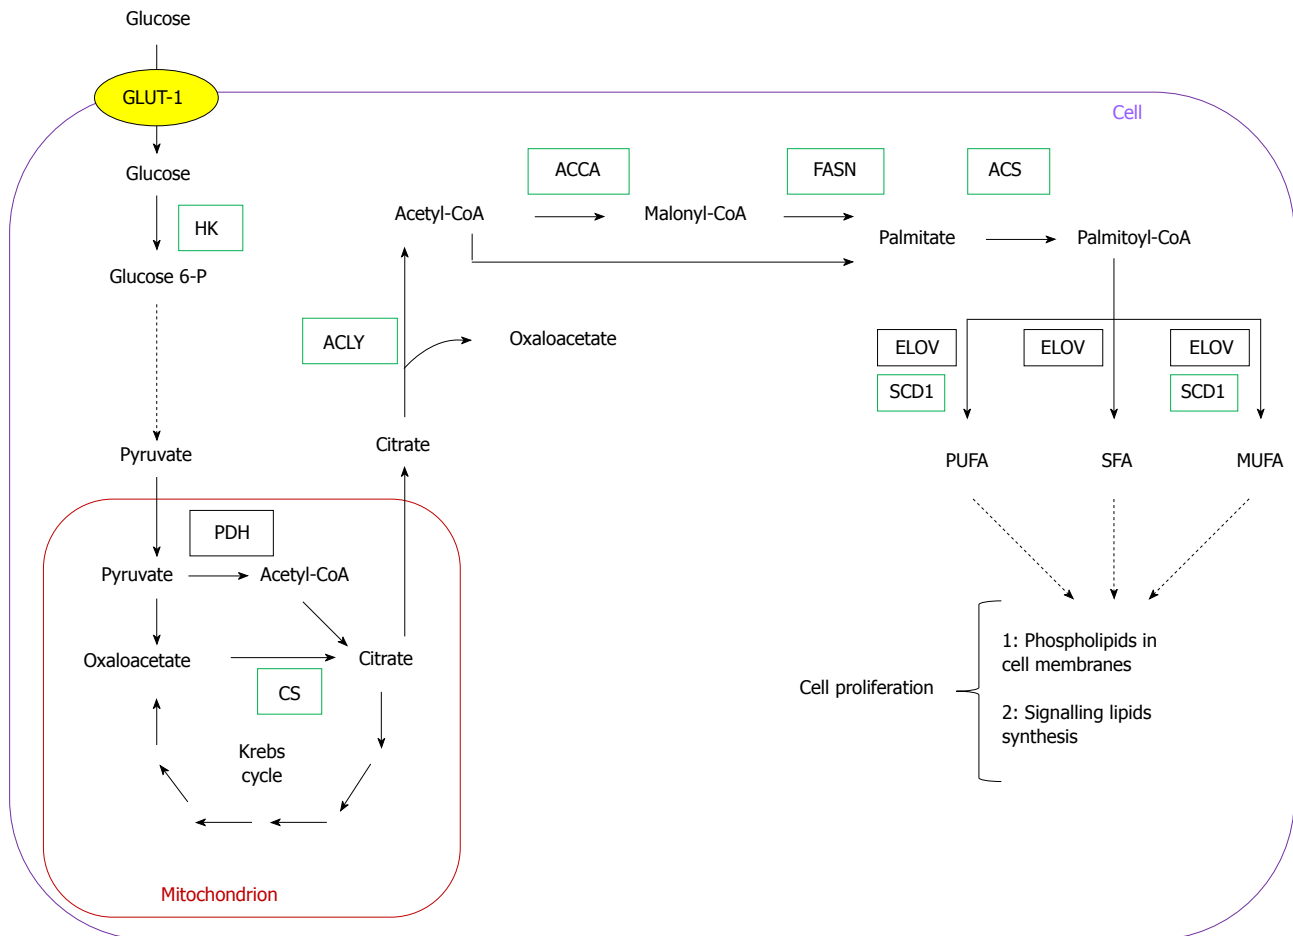 Glucose
GLUT-1
Cell
Glucose
HK
Glucose 6-P
Pyruvate
PDH
Pyruvate
Acetyl-CoA
Oxaloacetate
CS
Citrate
Krebs
cycle
Mitochondrion
Citrate
ACLY
Oxaloacetate
Acetyl-CoA
ACCA
Malonyl-CoA
FASN
Palmitate
ACS
Palmitoyl-CoA
ELOV
SCD1
ELOV
ELOV
SCD1
PUFA
SFA
MUFA
Cell proliferation
1: Phospholipids in
cell membranes
2: Signalling lipids
synthesis